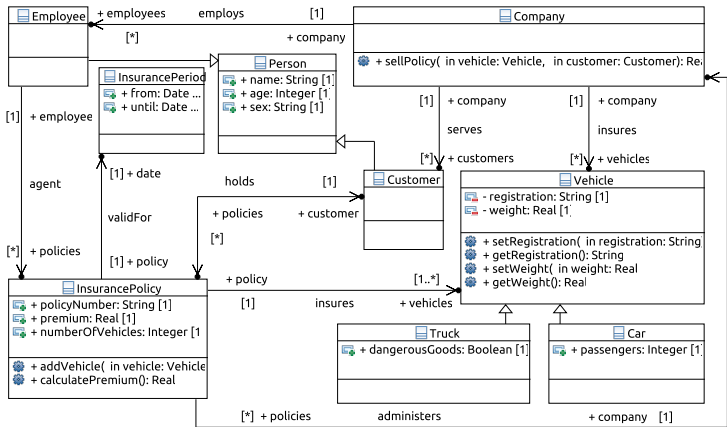 Employee
+ employees employs [1]
Company
[*] + company
+ sellPolicy( in vehicle: Vehicle, in customer: Customer): Rea
InsurancePeriod
+ from: Date ...
+ until: Date ...
Person
+ name: String [1]
+ age: Integer [1]
+ sex: String [1]
[1] + employee
[1] + company
serves
[*] + customers
[1] + company
insures
[*] + vehicles
[1] + date
agent
validFor
holds [1]
+ policies + customer
[*]
Customer
Vehicle
- registration: String [1]
- weight: Real [1]
+ setRegistration( in registration: String
+ getRegistration(): String
+ setWeight( in weight: Real
+ getWeight(): Real
[*] + policies
[1] + policy
InsurancePolicy
+ policyNumber: String [1]
+ premium: Real [1]
+ numberOfVehicles: Integer [1
+ addVehicle( in vehicle: Vehicle
+ calculatePremium(): Real
+ policy [1..*]
[1] insures + vehicles
Truck
+ dangerousGoods: Boolean [1]
Car
+ passengers: Integer [1]
[*] + policies administers + company [1]